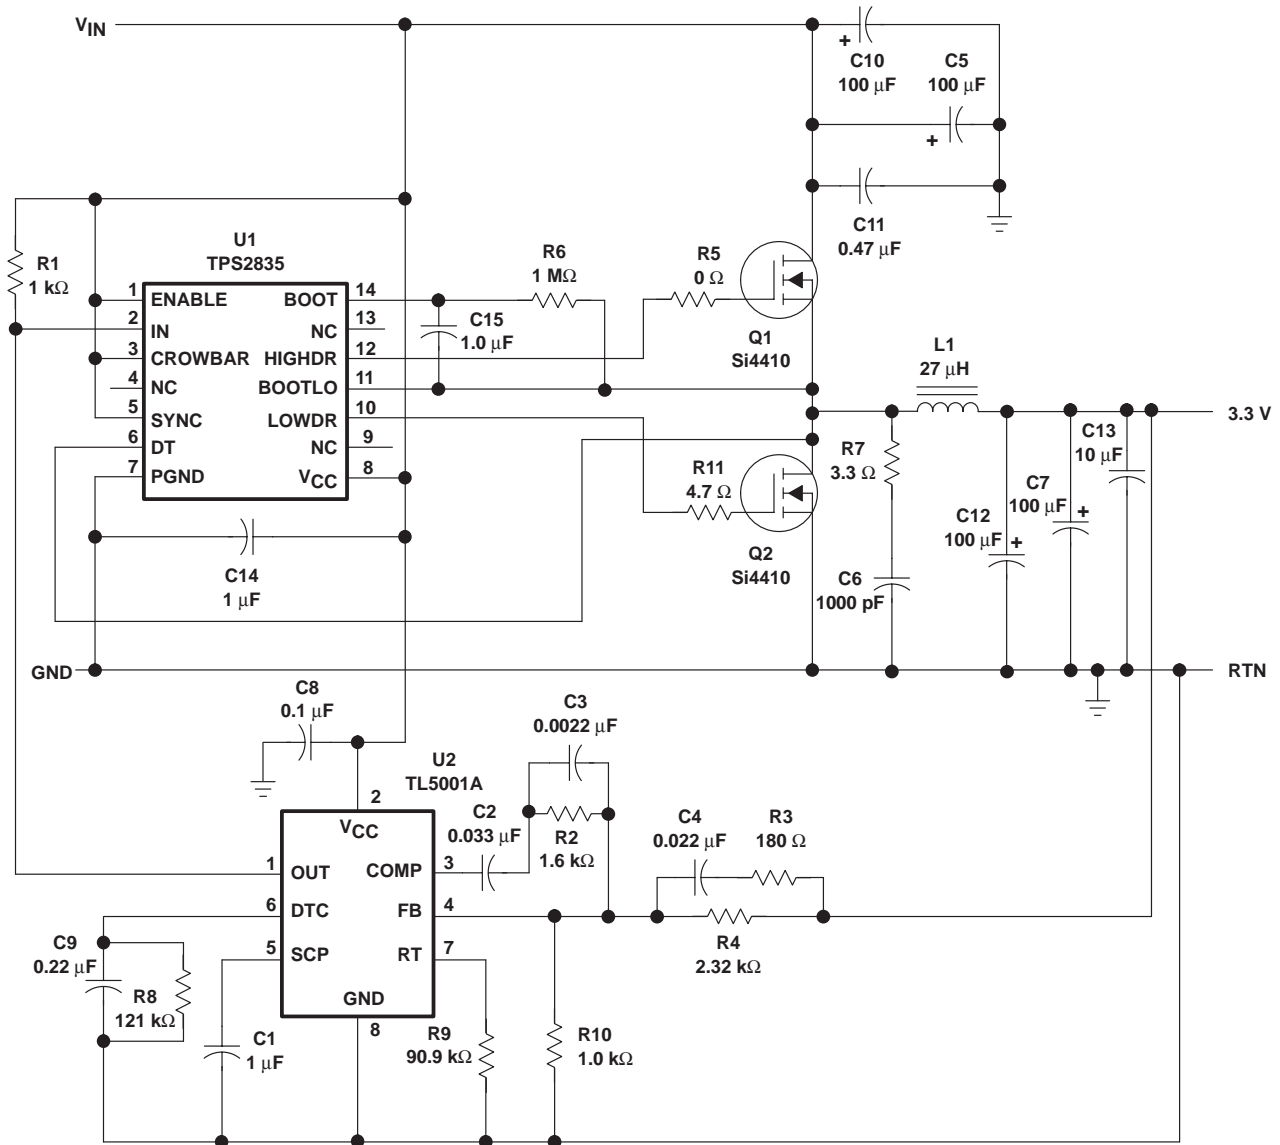 VIN
+
C10
100 μF
C5
100 μF
+
C11
0.47 μF
R1
1 kΩ
U1
TPS2835
1
ENABLE
2
IN
3
CROWBAR
4
NC
5
SYNC
6
DT
7
PGND
BOOT
14
NC
13
HIGHDR
12
BOOTLO
11
LOWDR
10
NC
9
VCC
8
R6
1 MΩ
C15
1.0 μF
R5
0 Ω
Q1
Si4410
L1
27 μH
3.3 V
R7
3.3 Ω
R11
4.7 Ω
Q2
Si4410
C6
1000 pF
C12
100 μF
+
C7
100 μF
+
C13
10 μF
C14
1 μF
GND
RTN
C8
0.1 μF
U2
TL5001A
C3
0.0022 μF
C2
0.033 μF
R2
1.6 kΩ
C4
0.022 μF
R3
180 Ω
R4
2.32 kΩ
2
VCC
1
OUT
6
DTC
5
SCP
COMP
3
FB
4
RT
7
GND
8
C9
0.22 μF
R8
121 kΩ
C1
1 μF
R9
90.9 kΩ
R10
1.0 kΩ